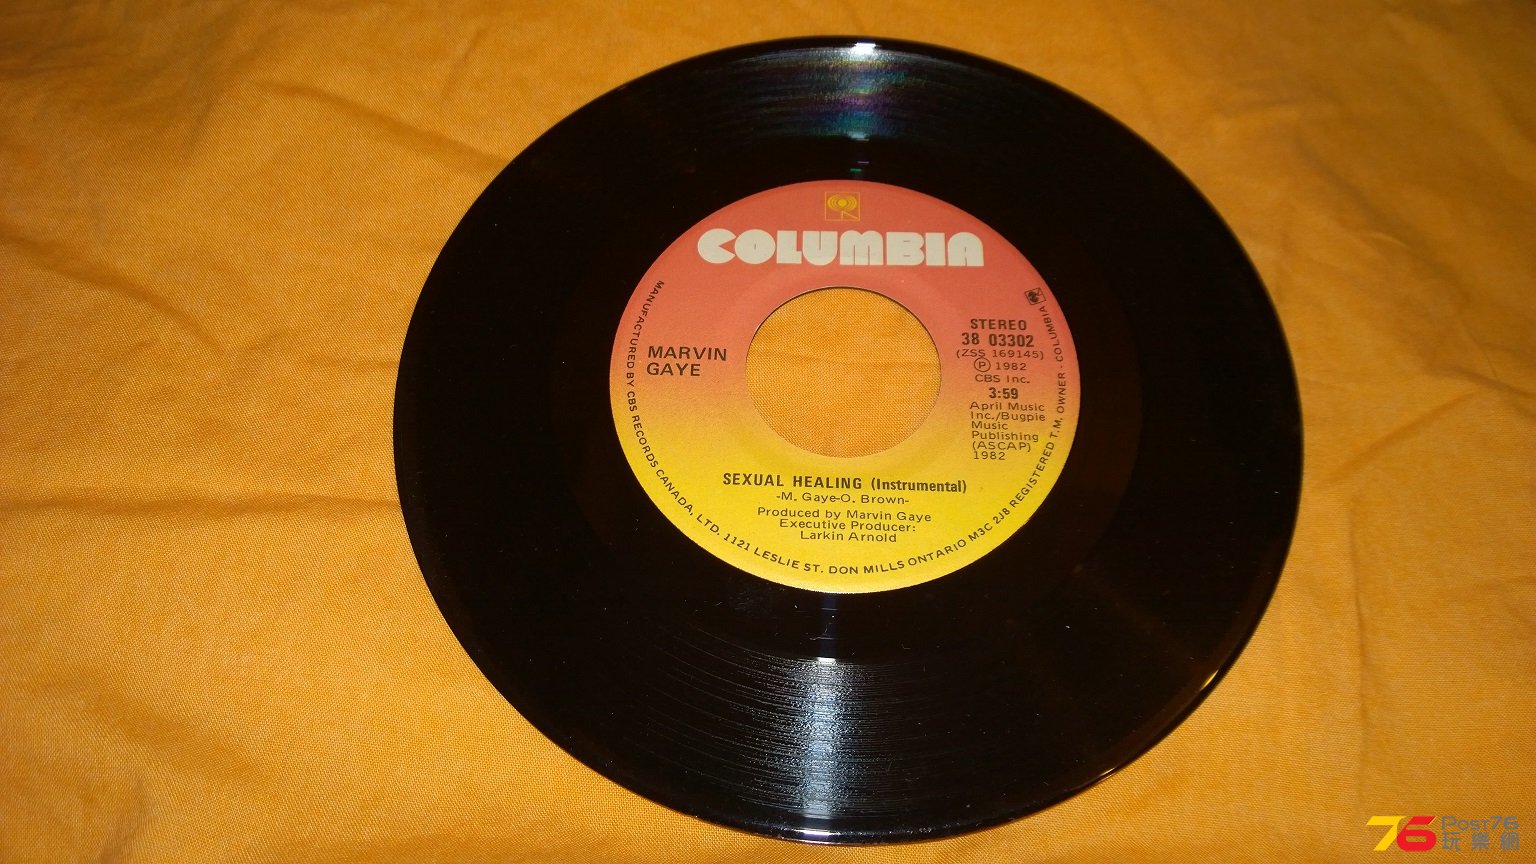 COLUMBIA
MARVIN
GAYE
STEREO
38 03302
(ZSS 169145)
Ⓟ 1982
CBS Inc.
3:59
April Music
Inc./Bugpie
Music
Publishing
(ASCAP)
1982
SEXUAL HEALING (Instrumental)
-M. Gaye-O. Brown-
Produced by Marvin Gaye
Executive Producer:
Larkin Arnold
MANUFACTURED BY CBS RECORDS CANADA, LTD. 1121 LESLIE ST. DON MILLS ONTARIO M3C 2J8 REGISTERED T.M. OWNER - COLUMBIA
76 Post76
玩樂網